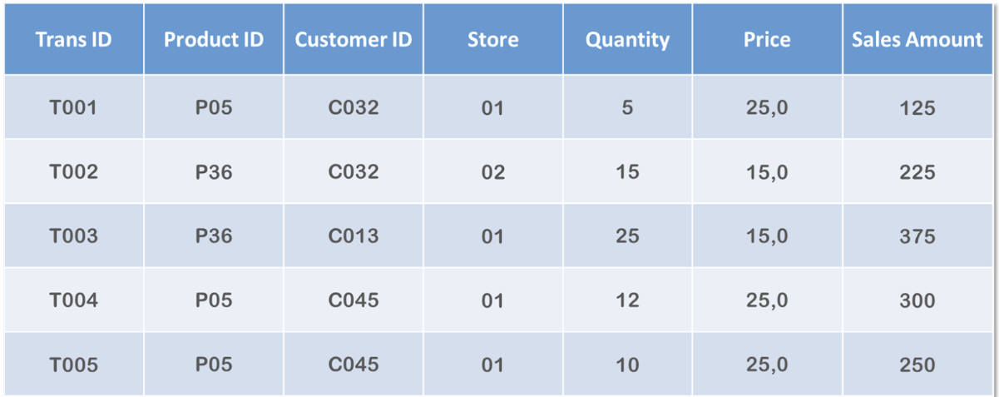 Trans ID Product ID Customer ID Store Quantity Price Sales Amount
T001 P05 C032 01 5 25,0 125
T002 P36 C032 02 15 15,0 225
T003 P36 C013 01 25 15,0 375
T004 P05 C045 01 12 25,0 300
T005 P05 C045 01 10 25,0 250